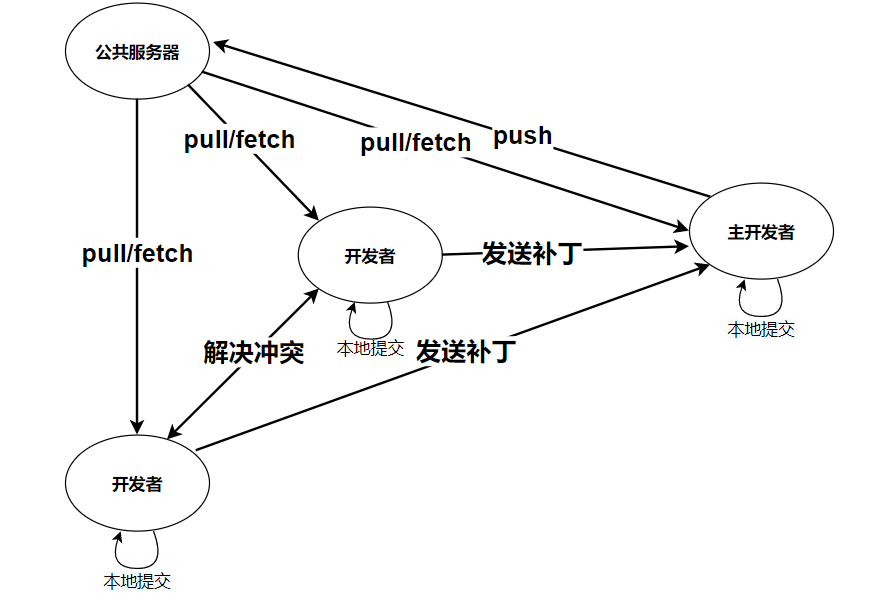 公共服务器
pull/fetch
pull/fetch
push
pull/fetch
主开发者
开发者
发送补丁
本地提交
解决冲突
本地提交
发送补丁
开发者
本地提交